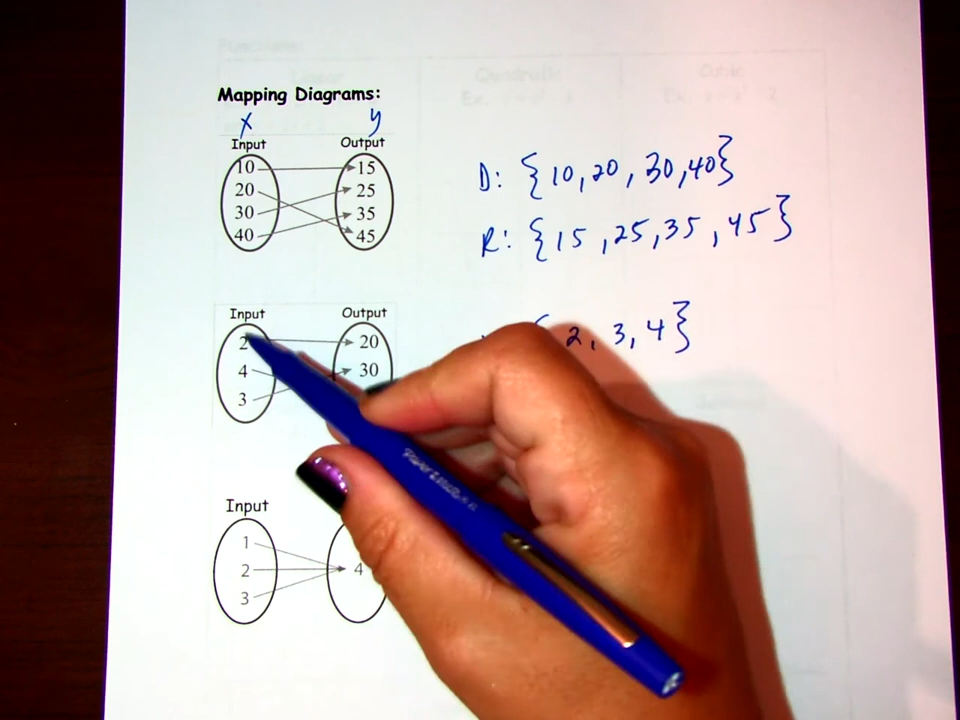 Mapping Diagrams:
x y
Input Output
10 15
20 25
30 35
40 45
D: {10,20,30,40}
R: {15,25,35,45}
Input Output
2 20
4 30
3
2, 3, 4}
Input
1
2 4
3